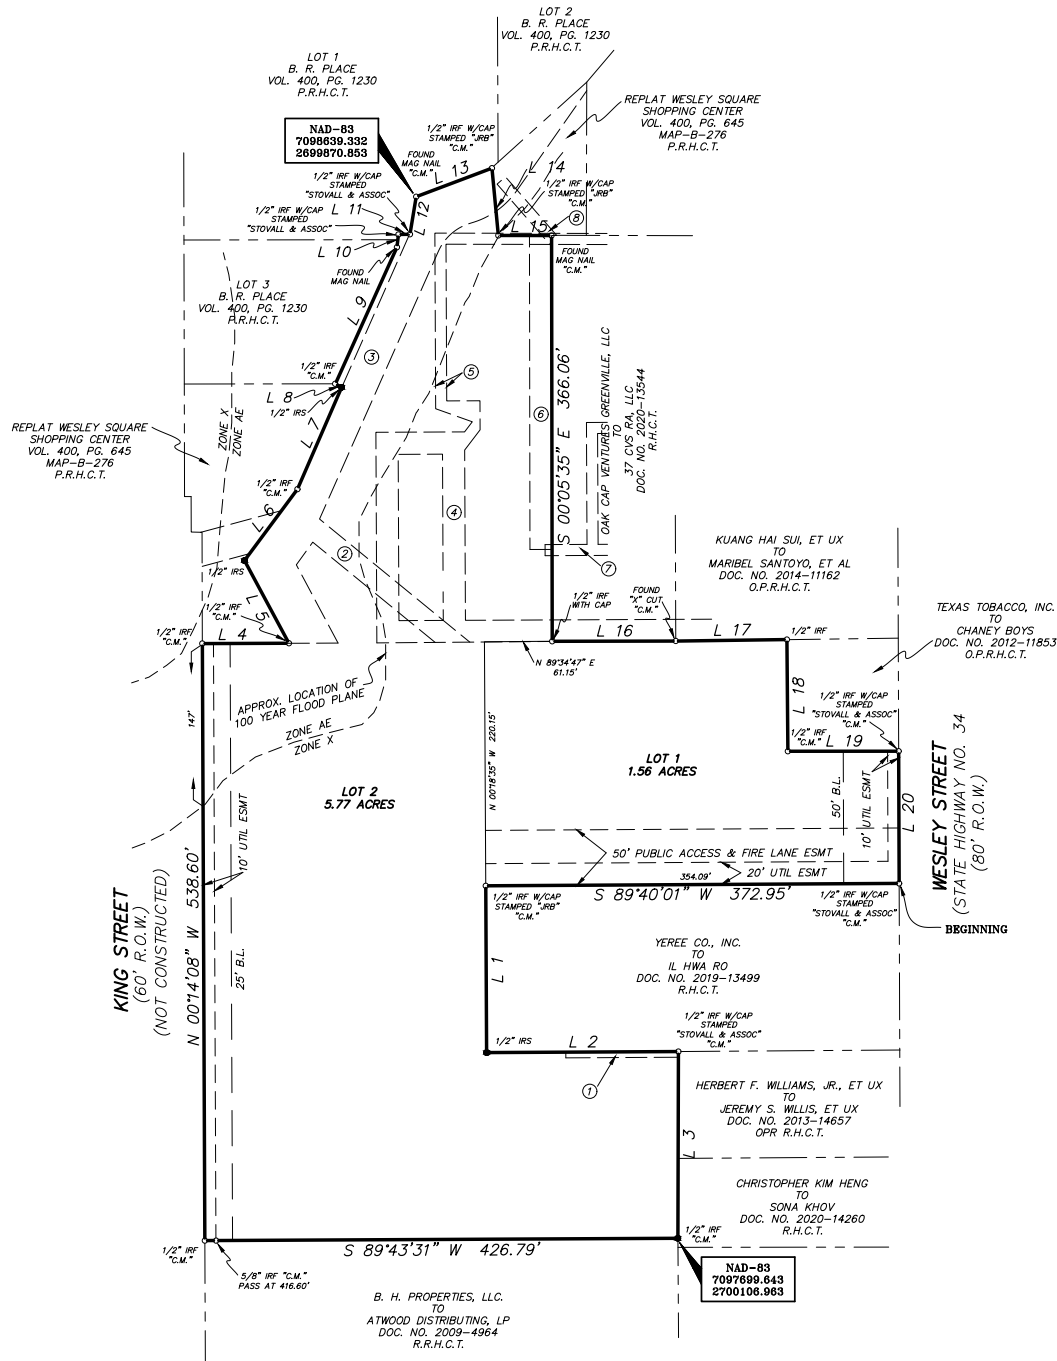 LOT 2
B. R. PLACE
VOL. 400, PG. 1230
P.R.H.C.T.
LOT 1
B. R. PLACE
VOL. 400, PG. 1230
P.R.H.C.T.
REPLAT WESLEY SQUARE
SHOPPING CENTER
VOL. 400, PG. 645
MAP-B-276
P.R.H.C.T.
NAD-83
7098639.332
2699870.853
1/2" IRF W/CAP
STAMPED "JRB"
"C.M."
FOUND
MAG NAIL
"C.M."
L 13
L 14
1/2" IRF W/CAP
STAMPED "JRB"
"C.M."
1/2" IRF W/CAP
STAMPED
"STOVALL & ASSOC"
L 11
L 12
1/2" IRF W/CAP
STAMPED
"STOVALL & ASSOC"
L 15
8
L 10
FOUND
MAG NAIL
FOUND
MAG NAIL
"C.M."
LOT 3
B. R. PLACE
VOL. 400, PG. 1230
P.R.H.C.T.
L 9
3
1/2" IRF
"C.M."
L 8
1/2" IRS
5
6
S 00°05'35" E 366.06'
OAK CAP VENTURES GREENVILLE, LLC
TO
37 CVS RA, LLC
DOC. NO. 2020-13544
R.H.C.T.
REPLAT WESLEY SQUARE
SHOPPING CENTER
VOL. 400, PG. 645
MAP-B-276
P.R.H.C.T.
ZONE X
ZONE AE
L 7
1/2" IRF
"C.M."
L 6
4
2
7
1/2" IRS
L 5
1/2" IRF
"C.M."
1/2" IRF
"C.M."
L 4
1/2" IRF
WITH CAP
FOUND
"X" CUT
"C.M."
L 16
L 17
1/2" IRF
KUANG HAI SUI, ET UX
TO
MARIBEL SANTOYO, ET AL
DOC. NO. 2014-11162
O.P.R.H.C.T.
TEXAS TOBACCO, INC.
TO
CHANEY BOYS
DOC. NO. 2012-11853
O.P.R.H.C.T.
N 89°34'47" E
61.15'
L 18
1/2" IRF W/CAP
STAMPED
"STOVALL & ASSOC"
"C.M."
1/2" IRF
"C.M."
L 19
147'
APPROX. LOCATION OF
100 YEAR FLOOD PLANE
ZONE AE
ZONE X
N 00°18'35" W 220.15'
LOT 1
1.56 ACRES
LOT 2
5.77 ACRES
50' B.L.
10' UTIL ESMT
L 20
WESLEY STREET
(STATE HIGHWAY NO. 34
(80' R.O.W.)
10' UTIL ESMT
50' PUBLIC ACCESS & FIRE LANE ESMT
20' UTIL ESMT
354.09'
S 89°40'01" W 372.95'
1/2" IRF W/CAP
STAMPED "JRB"
"C.M."
1/2" IRF W/CAP
STAMPED
"STOVALL & ASSOC"
"C.M."
BEGINNING
KING STREET
(60' R.O.W.)
(NOT CONSTRUCTED)
N 00°14'08" W 538.60'
25' B.L.
L 1
YEREE CO., INC.
TO
IL HWA RO
DOC. NO. 2019-13499
R.H.C.T.
1/2" IRS
L 2
1/2" IRF W/CAP
STAMPED
"STOVALL & ASSOC"
"C.M."
1
HERBERT F. WILLIAMS, JR., ET UX
TO
JEREMY S. WILLIS, ET UX
DOC. NO. 2013-14657
OPR R.H.C.T.
L 3
CHRISTOPHER KIM HENG
TO
SONA KHOV
DOC. NO. 2020-14260
R.H.C.T.
1/2" IRF
"C.M."
1/2" IRF
"C.M."
S 89°43'31" W 426.79'
5/8" IRF "C.M."
PASS AT 416.60'
NAD-83
7097699.643
2700106.963
B. H. PROPERTIES, LLC.
TO
ATWOOD DISTRIBUTING, LP
DOC. NO. 2009-4964
R.R.H.C.T.